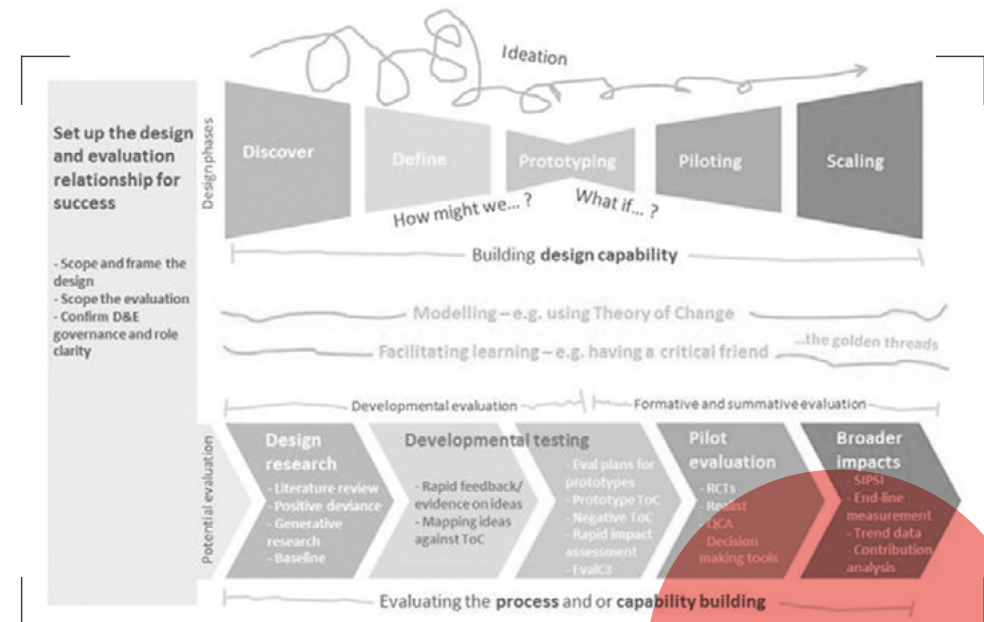 Ideation
Set up the design
and evaluation
relationship for
success
- Scope and frame the
design
- Scope the evaluation
- Confirm D&E
governance and role
clarity
Design phases
Discover
Define
Prototyping
Piloting
Scaling
How might we... ?
What if... ?
Building design capability
Modelling – e.g. using Theory of Change
...the golden threads
Facilitating learning – e.g. having a critical friend
Developmental evaluation
Formative and summative evaluation
Potential evaluation
Design
research
- Literature review
- Positive deviance
- Generative
research
- Baseline
Developmental testing
- Rapid feedback/
evidence on ideas
- Mapping ideas
against ToC
- Eval plans for
prototypes
- Prototype ToC
- Negative ToC
- Rapid impact
assessment
- EvalC3
Pilot
evaluation
- RCTs
- Realist
- QCA
- Decision
making tools
Broader
impacts
- SIPSI
- End-line
measurement
- Trend data
- Contribution
analysis
Evaluating the process and or capability building